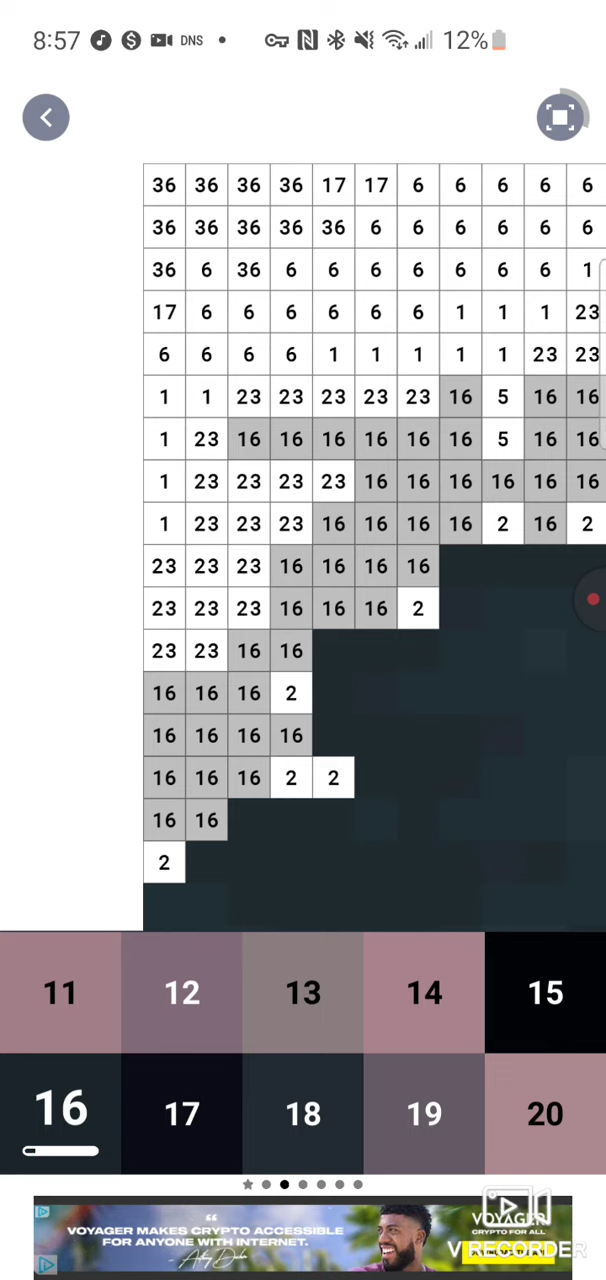 8:57 DNS 12%
36 36 36 36 17 17 6 6 6 6 6
36 36 36 36 36 6 6 6 6 6 6
36 6 36 6 6 6 6 6 6 6 1
17 6 6 6 6 6 6 1 1 1 23
6 6 6 6 1 1 1 1 1 23 23
1 1 23 23 23 23 23 16 5 16 16
1 23 16 16 16 16 16 16 5 16 16
1 23 23 23 23 16 16 16 16 16 16
1 23 23 23 16 16 16 16 2 16 2
23 23 23 16 16 16 16
23 23 23 16 16 16 2
23 23 16 16
16 16 16 2
16 16 16 16
16 16 16 2 2
16 16
2
11 12 13 14 15
16 17 18 19 20
VOYAGER MAKES CRYPTO ACCESSIBLE
FOR ANYONE WITH INTERNET.
VOYAGER
CRYPTO FOR ALL
V RECORDER